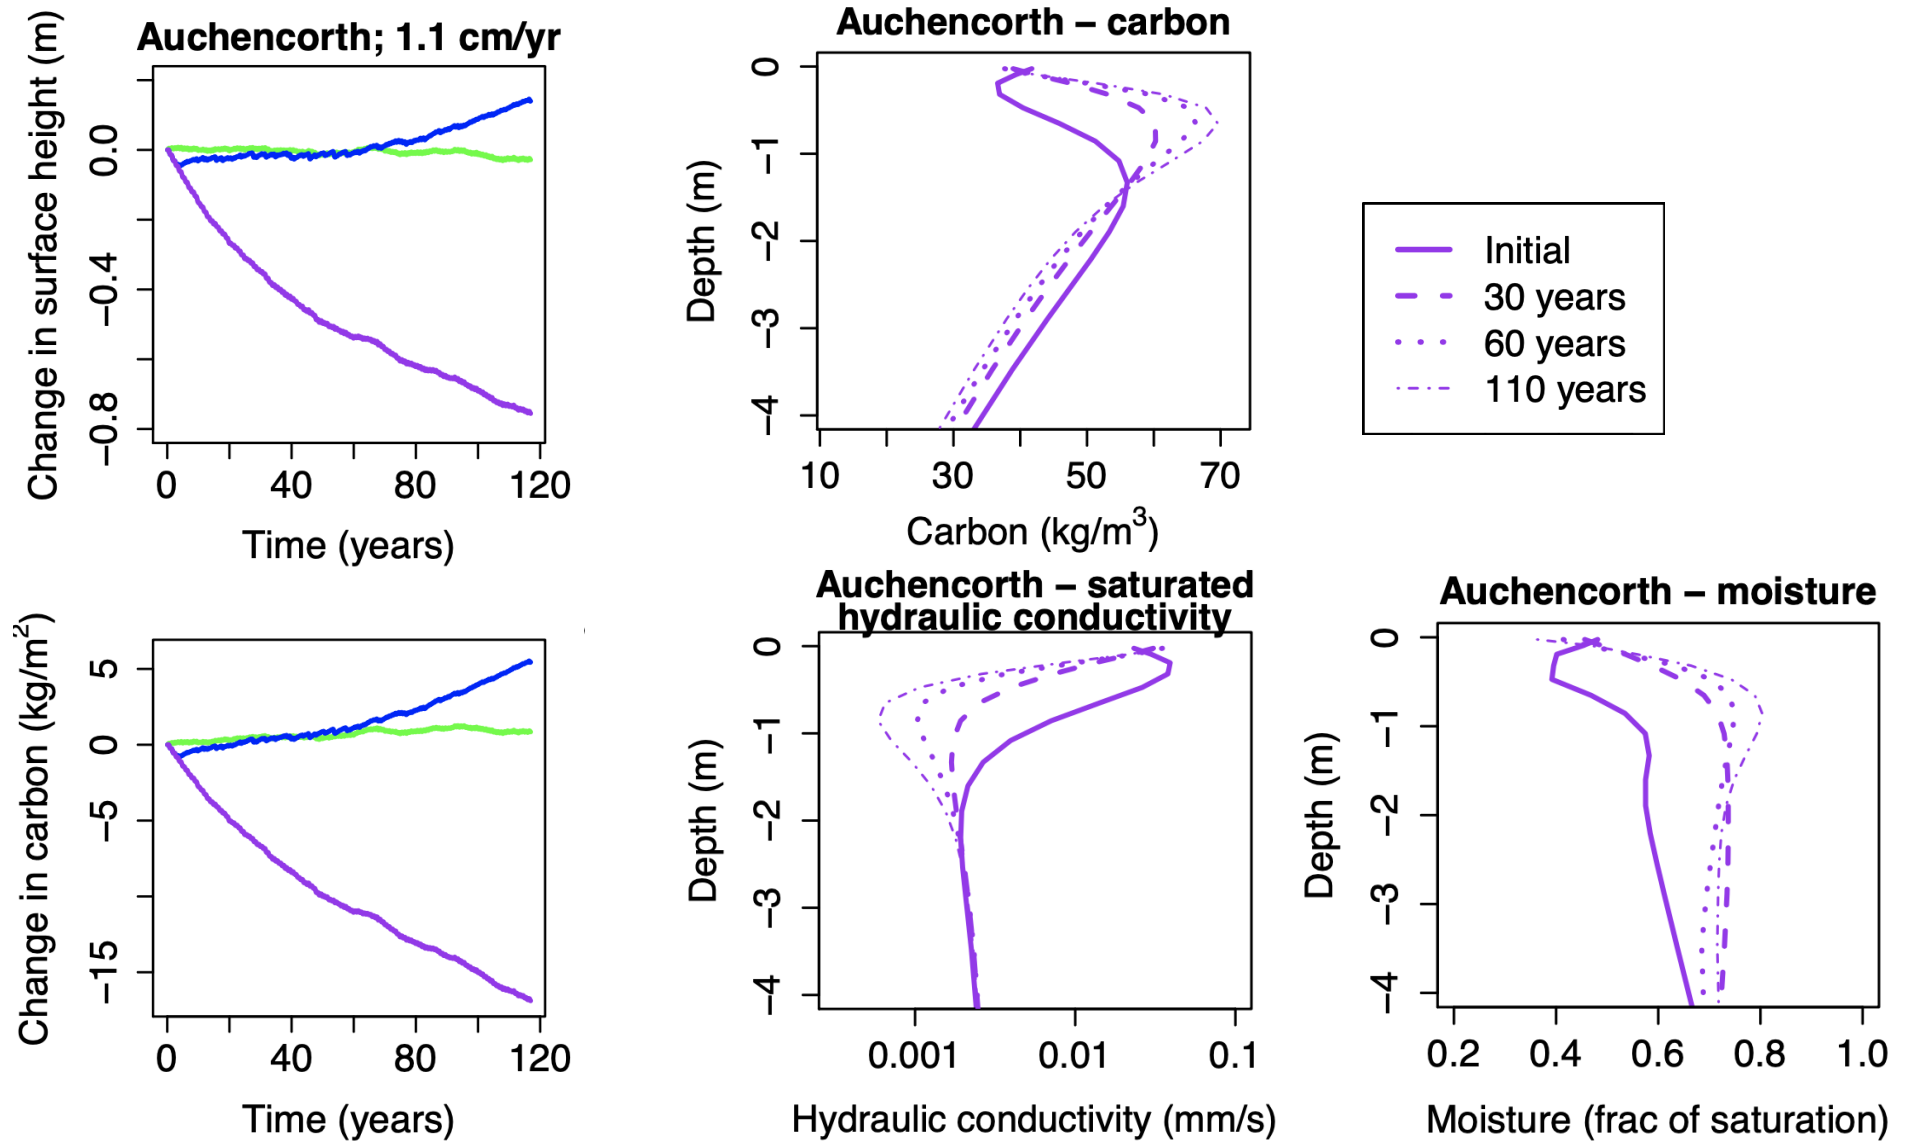 Auchencorth; 1.1 cm/yr
Change in surface height (m)
0.0
−0.4
−0.8
0 40 80 120
Time (years)
Auchencorth – carbon
Depth (m)
0
−1
−2
−3
−4
10 30 50 70
Carbon (kg/m³)
Initial
30 years
60 years
110 years
Change in carbon (kg/m²)
5
0
−5
−15
0 40 80 120
Time (years)
Auchencorth – saturated
hydraulic conductivity
Depth (m)
0
−1
−2
−3
−4
0.001 0.01 0.1
Hydraulic conductivity (mm/s)
Auchencorth – moisture
Depth (m)
0
−1
−2
−3
−4
0.2 0.4 0.6 0.8 1.0
Moisture (frac of saturation)